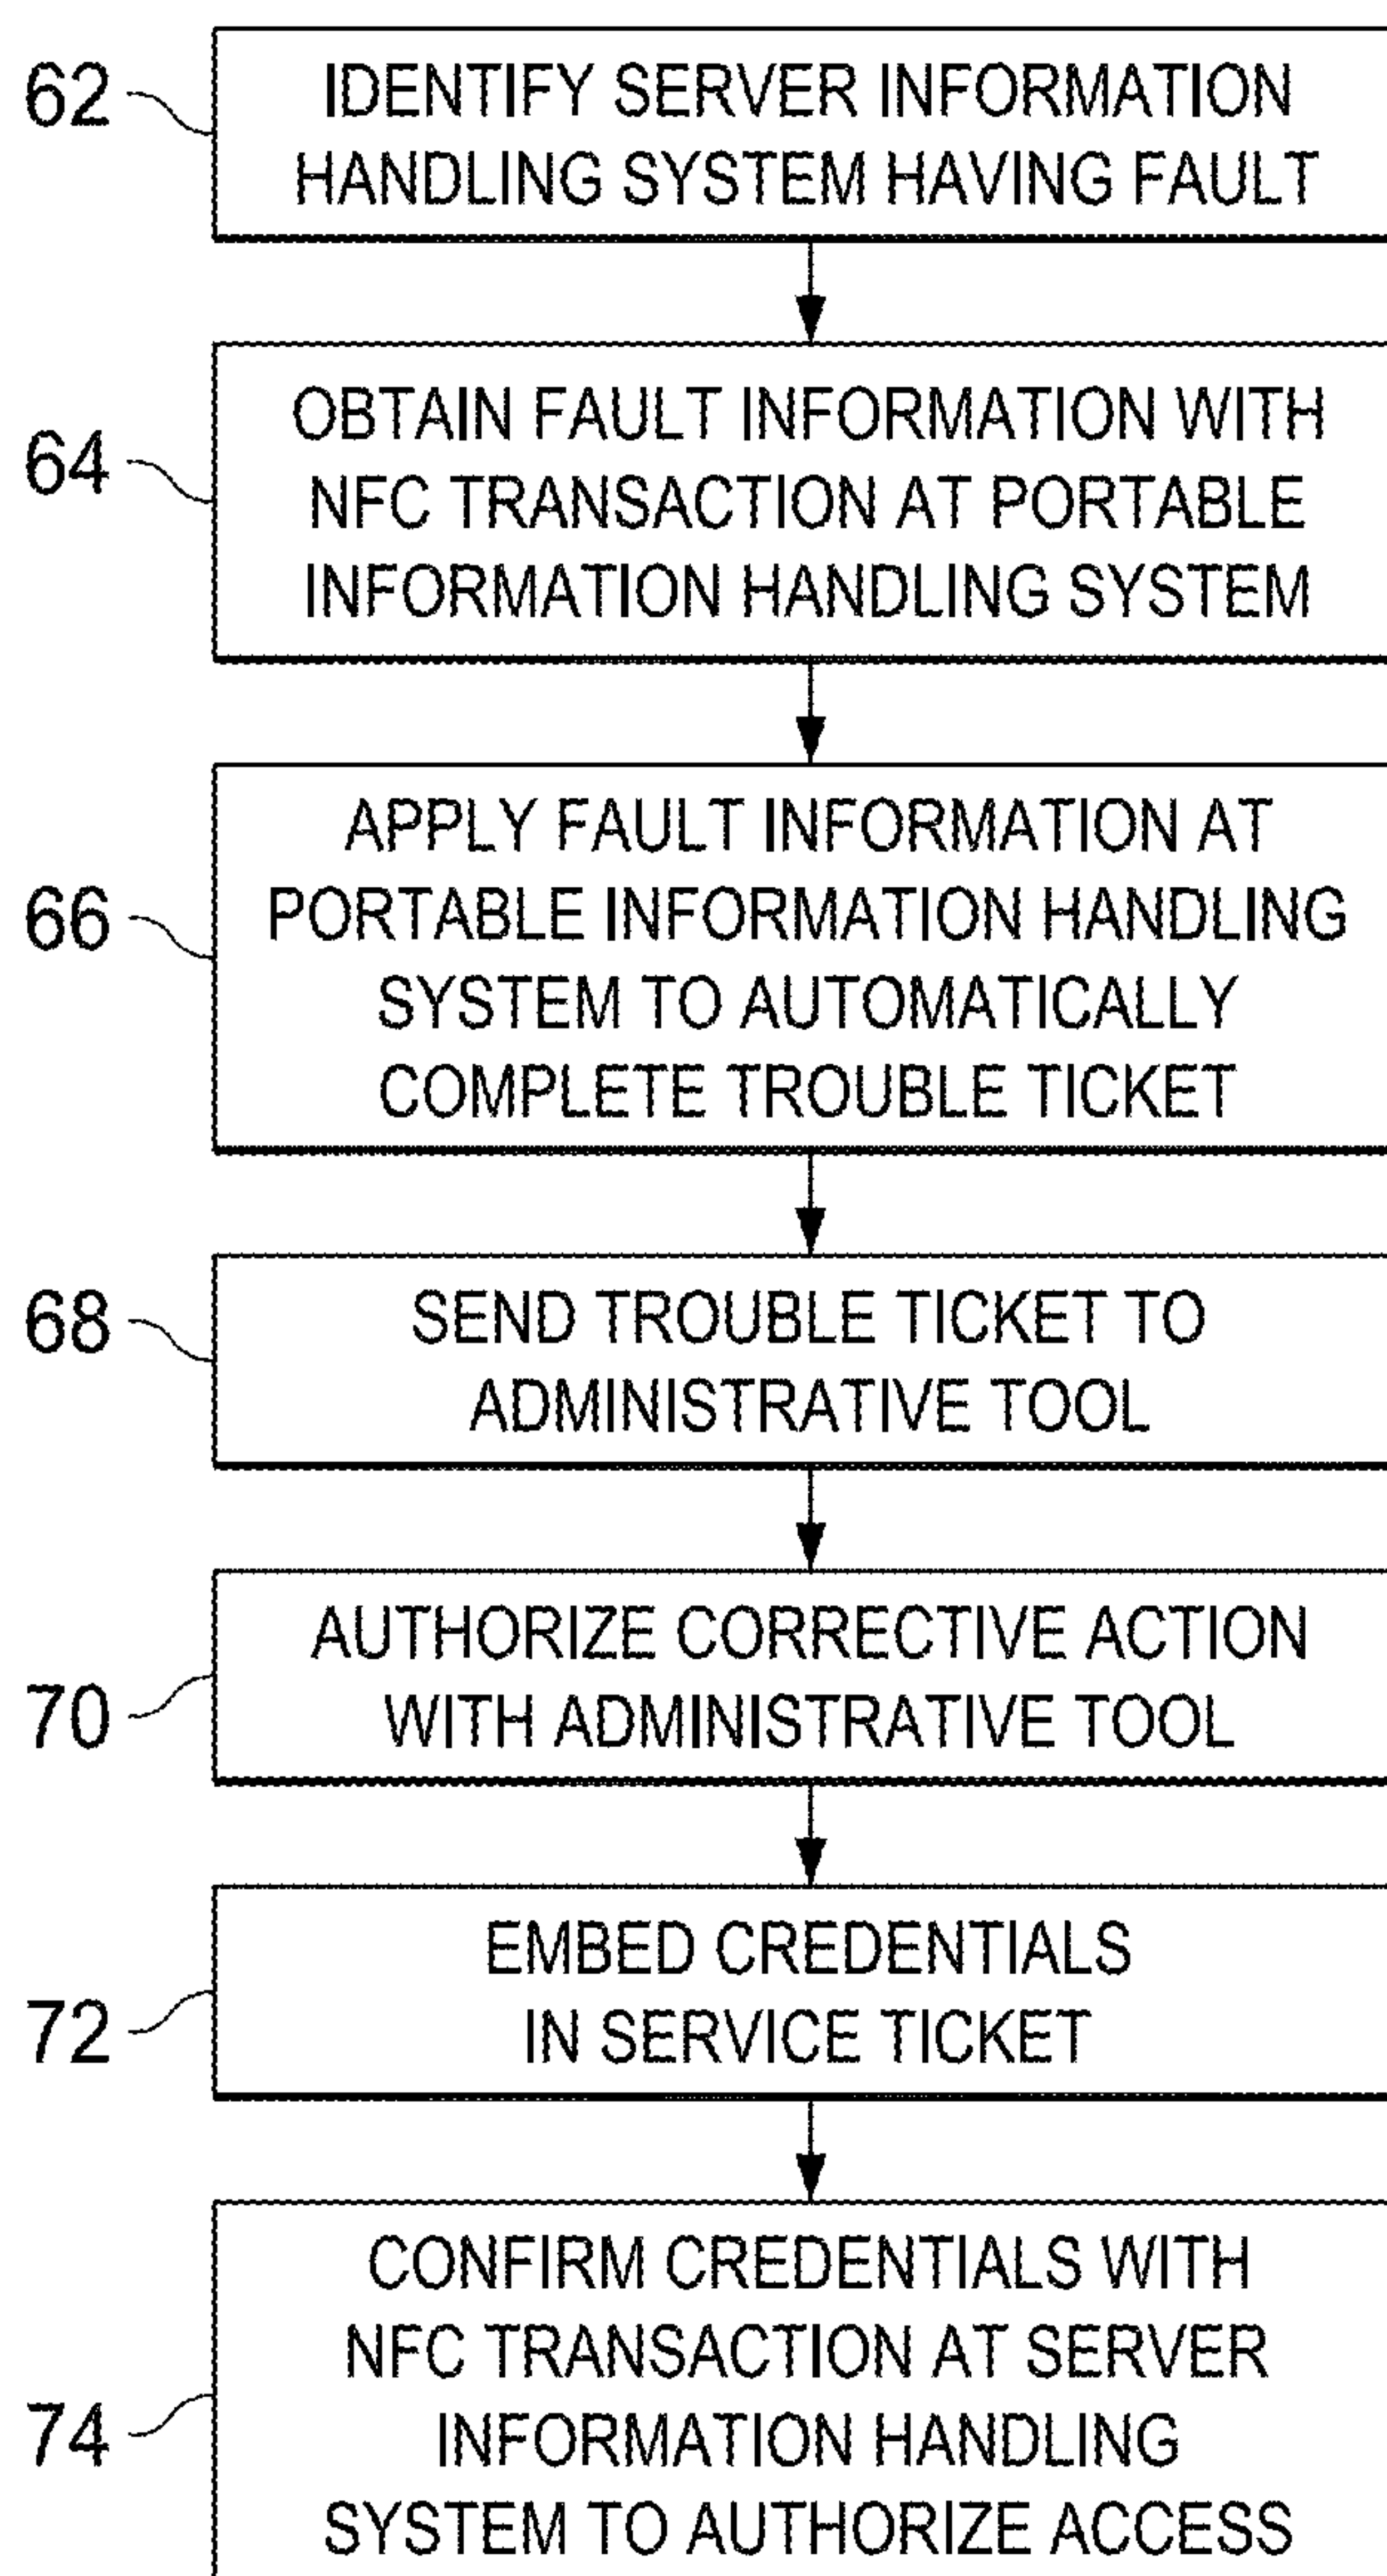 62
IDENTIFY SERVER INFORMATION
HANDLING SYSTEM HAVING FAULT
64
OBTAIN FAULT INFORMATION WITH
NFC TRANSACTION AT PORTABLE
INFORMATION HANDLING SYSTEM
66
APPLY FAULT INFORMATION AT
PORTABLE INFORMATION HANDLING
SYSTEM TO AUTOMATICALLY
COMPLETE TROUBLE TICKET
68
SEND TROUBLE TICKET TO
ADMINISTRATIVE TOOL
70
AUTHORIZE CORRECTIVE ACTION
WITH ADMINISTRATIVE TOOL
72
EMBED CREDENTIALS
IN SERVICE TICKET
74
CONFIRM CREDENTIALS WITH
NFC TRANSACTION AT SERVER
INFORMATION HANDLING
SYSTEM TO AUTHORIZE ACCESS